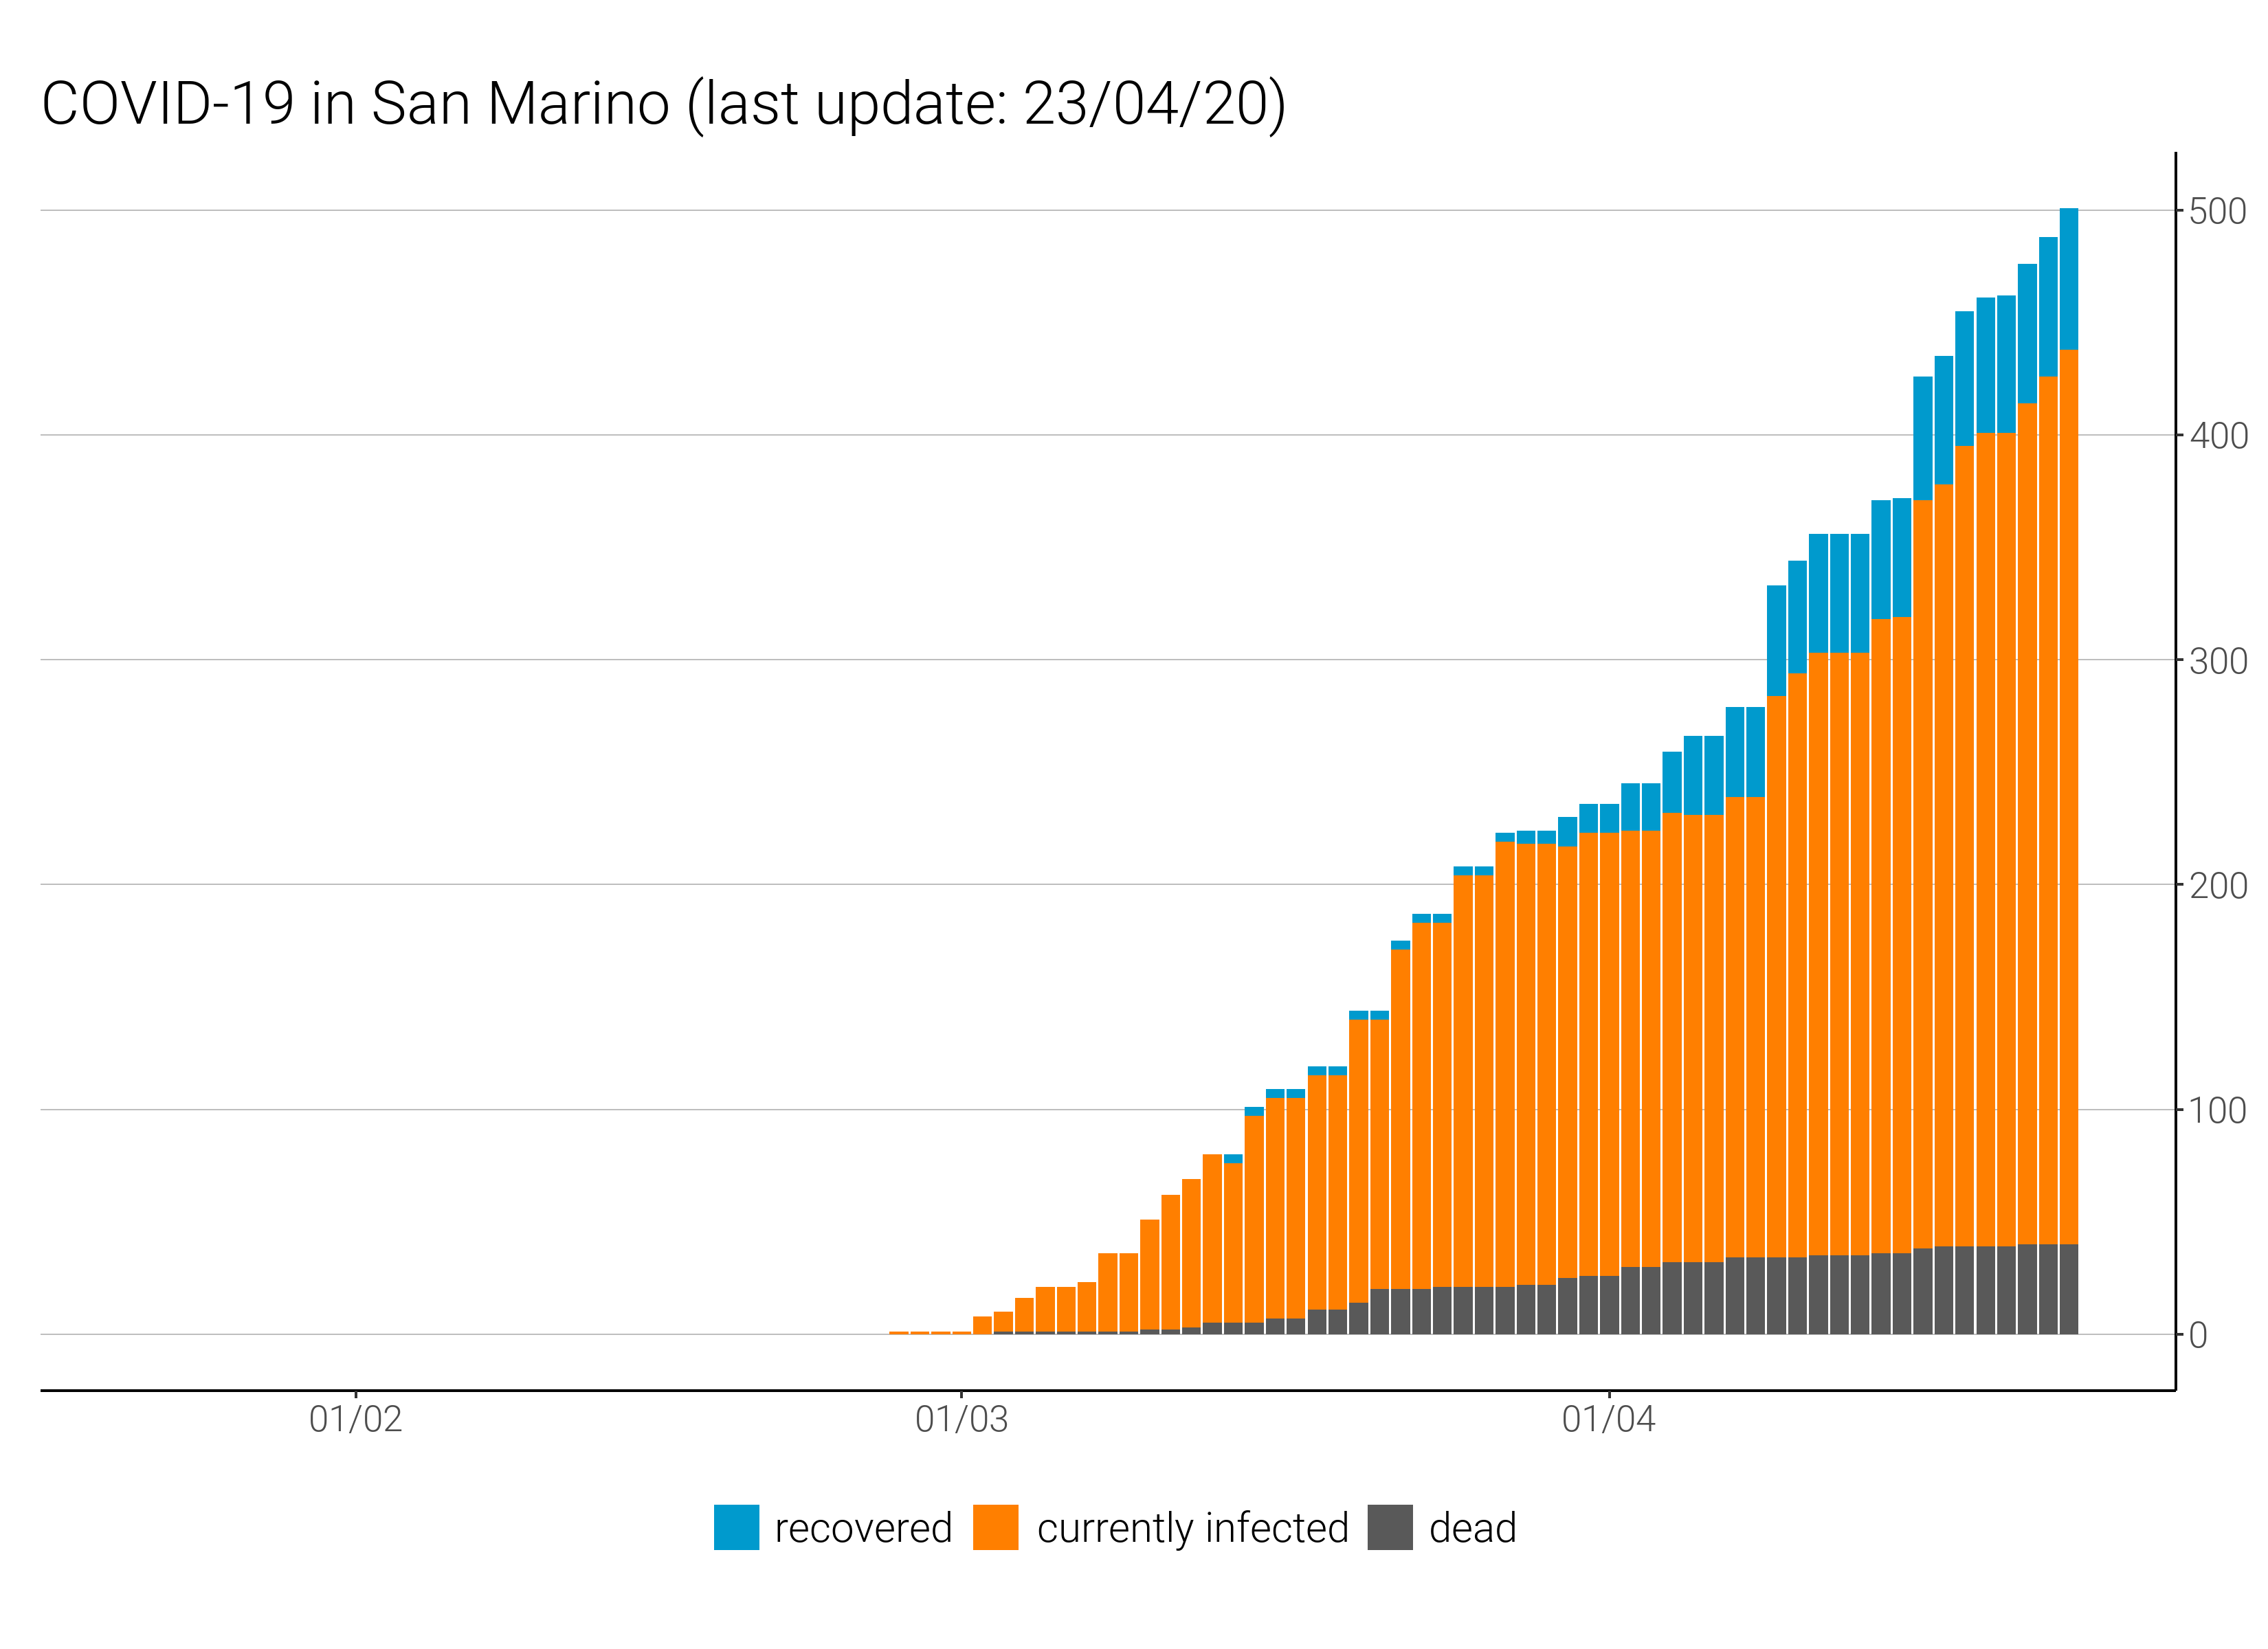 COVID-19 in San Marino (last update: 23/04/20)
500
400
300
200
100
0
01/02 01/03 01/04
recovered currently infected dead